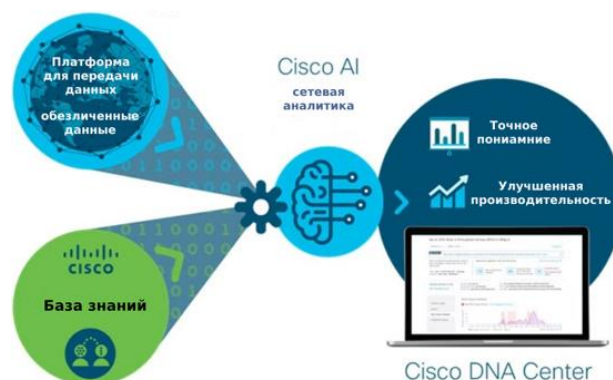 Платформа
для передачи
данных
обезличенные
данные
Cisco AI
сетевая
аналитика
Точное
пониамние
Улучшенная
производительность
CISCO
База знаний
Cisco DNA Center